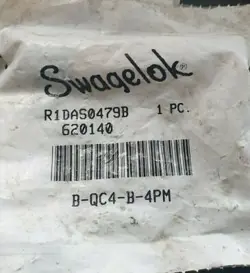 Swagelok
R1DAS0479B 1 PC.
620140
B-QC4-B-4PM